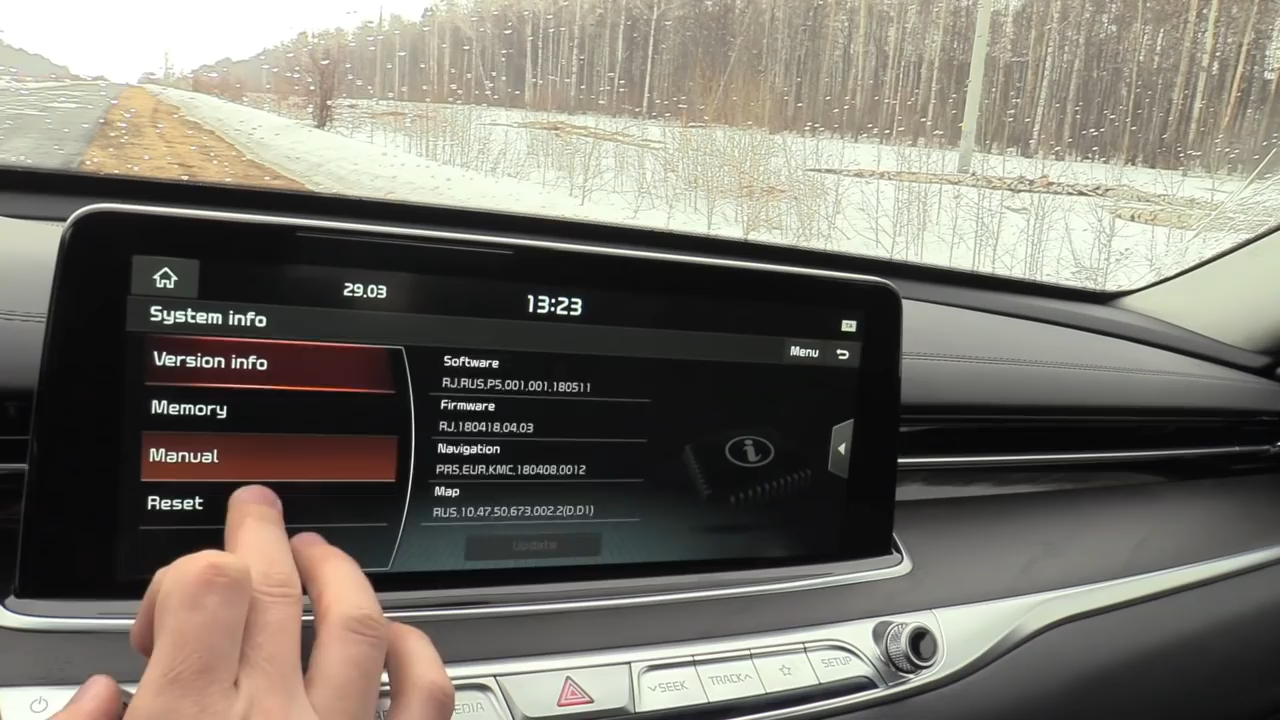 29.03
13:23
System info
TA
Menu
Version info
Memory
Manual
Reset
Software
RJ.RUS.P5.001.001.180511
Firmware
RJ.180418.04.03
Navigation
PR5.EUR.KMC.180408.0012
Map
RUS.10.47.50.673.002.2(D.D1)
Update
EDIA
SEEK
TRACK
SETUP